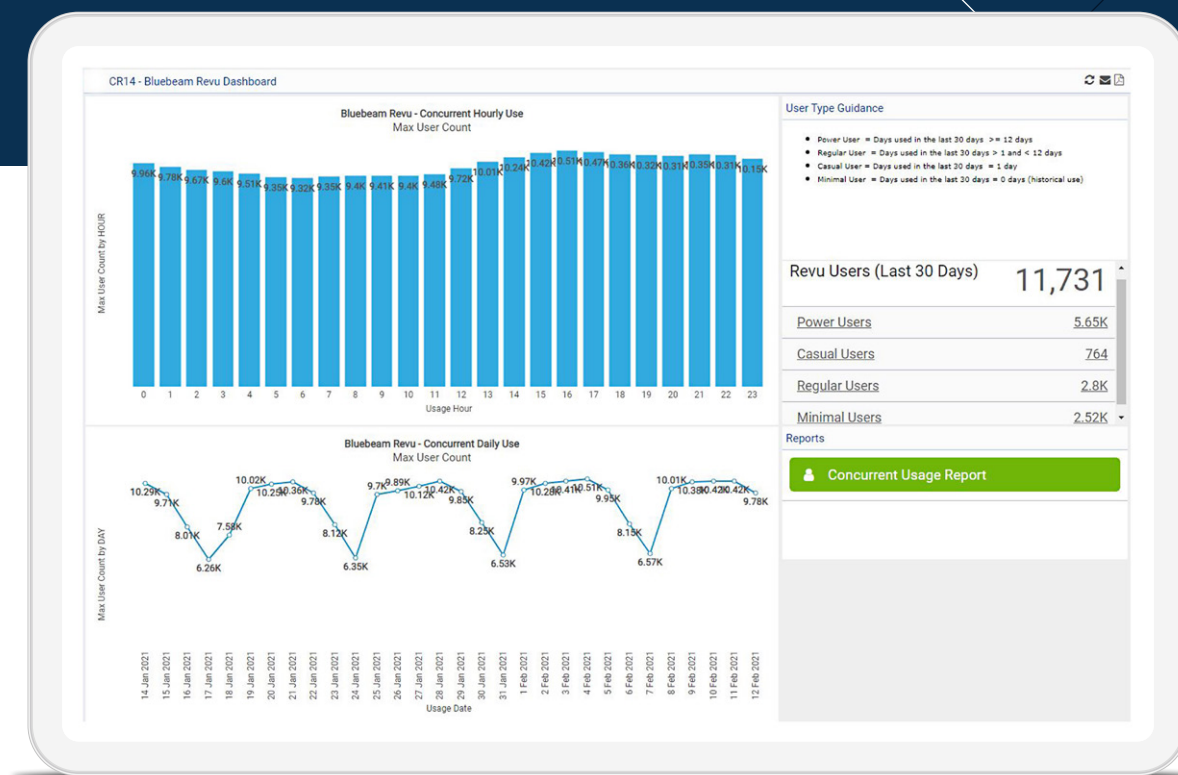 CR14 - Bluebeam Revu Dashboard
Bluebeam Revu - Concurrent Hourly Use
Max User Count
Max User Count by HOUR
9.96K 9.78K 9.67K 9.6K 9.51K 9.35K 9.32K 9.35K 9.4K 9.41K 9.4K 9.48K 9.72K 10.01K 10.24K 10.42K 10.51K 10.47K 10.36K 10.32K 10.31K 10.35K 10.31K 10.15K
0 1 2 3 4 5 6 7 8 9 10 11 12 13 14 15 16 17 18 19 20 21 22 23
Usage Hour
Bluebeam Revu - Concurrent Daily Use
Max User Count
Max User Count by DAY
10.29K 9.71K 8.01K 6.26K 7.58K 10.02K 10.25K 10.36K 9.78K 8.12K 6.35K 9.7K 9.89K 10.12K 10.42K 9.85K 8.25K 6.53K 9.97K 10.28K 10.41K 10.51K 9.95K 8.15K 6.57K 10.01K 10.38K 10.42K 10.42K 9.78K
14 Jan 2021 15 Jan 2021 16 Jan 2021 17 Jan 2021 18 Jan 2021 19 Jan 2021 20 Jan 2021 21 Jan 2021 22 Jan 2021 23 Jan 2021 24 Jan 2021 25 Jan 2021 26 Jan 2021 27 Jan 2021 28 Jan 2021 29 Jan 2021 30 Jan 2021 31 Jan 2021 1 Feb 2021 2 Feb 2021 3 Feb 2021 4 Feb 2021 5 Feb 2021 6 Feb 2021 7 Feb 2021 8 Feb 2021 9 Feb 2021 10 Feb 2021 11 Feb 2021 12 Feb 2021
Usage Date
User Type Guidance
Power User = Days used in the last 30 days >= 12 days
Regular User = Days used in the last 30 days > 1 and < 12 days
Casual User = Days used in the last 30 days = 1 day
Minimal User = Days used in the last 30 days = 0 days (historical use)
Revu Users (Last 30 Days) 11,731
Power Users 5.65K
Casual Users 764
Regular Users 2.8K
Minimal Users 2.52K
Reports
Concurrent Usage Report